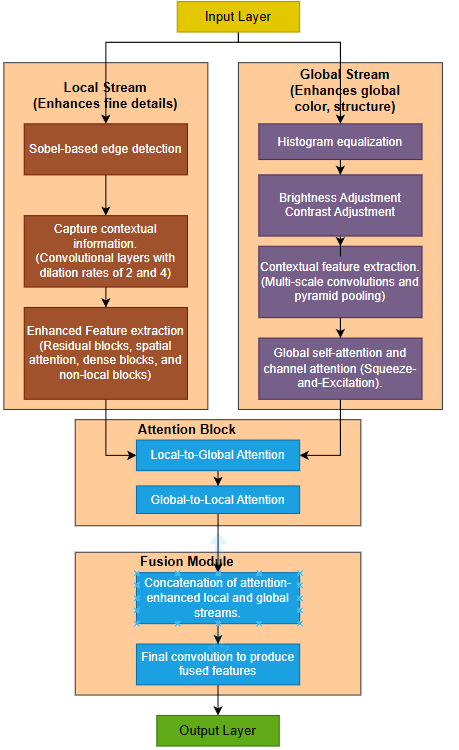 Input Layer
Local Stream
(Enhances fine details)
Sobel-based edge detection
Capture contextual
information.
(Convolutional layers with
dilation rates of 2 and 4)
Enhanced Feature extraction
(Residual blocks, spatial
attention, dense blocks, and
non-local blocks)
Global Stream
(Enhances global
color, structure)
Histogram equalization
Brightness Adjustment
Contrast Adjustment
Contextual feature extraction.
(Multi-scale convolutions and
pyramid pooling)
Global self-attention and
channel attention (Squeeze-
and-Excitation).
Attention Block
Local-to-Global Attention
Global-to-Local Attention
Fusion Module
Concatenation of attention-
enhanced local and global
streams.
Final convolution to produce
fused features
Output Layer